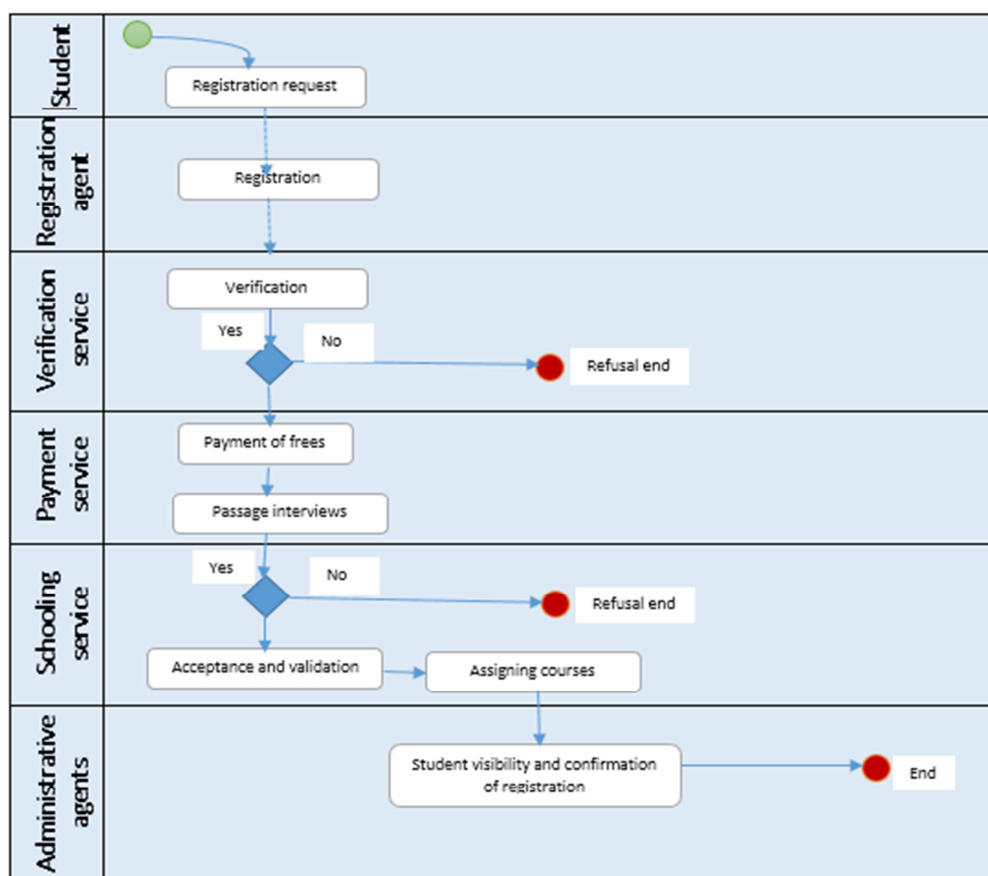 Student
Registration request
Registration
agent
Registration
Verification
service
Verification
Yes
No
Refusal end
Payment
service
Payment of frees
Passage interviews
Schooling
service
Yes
No
Refusal end
Acceptance and validation
Assigning courses
Administrative
agents
Student visibility and confirmation
of registration
End